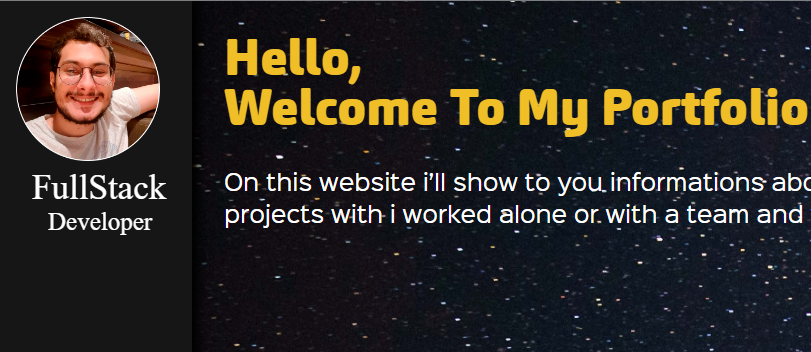 FullStack
Developer
Hello,
Welcome To My Portfolio
On this website i'll show to you informations
projects with i worked alone or with a team and